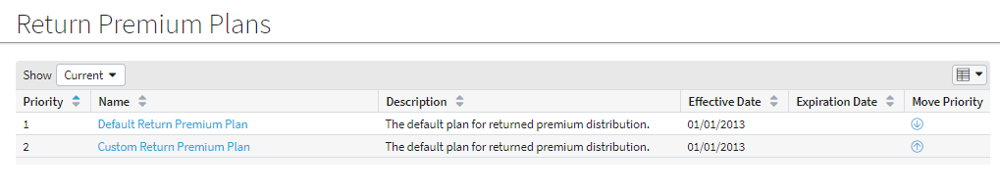 Return Premium Plans
Show Current
Priority Name Description Effective Date Expiration Date Move Priority
1 Default Return Premium Plan The default plan for returned premium distribution. 01/01/2013
2 Custom Return Premium Plan The default plan for returned premium distribution. 01/01/2013